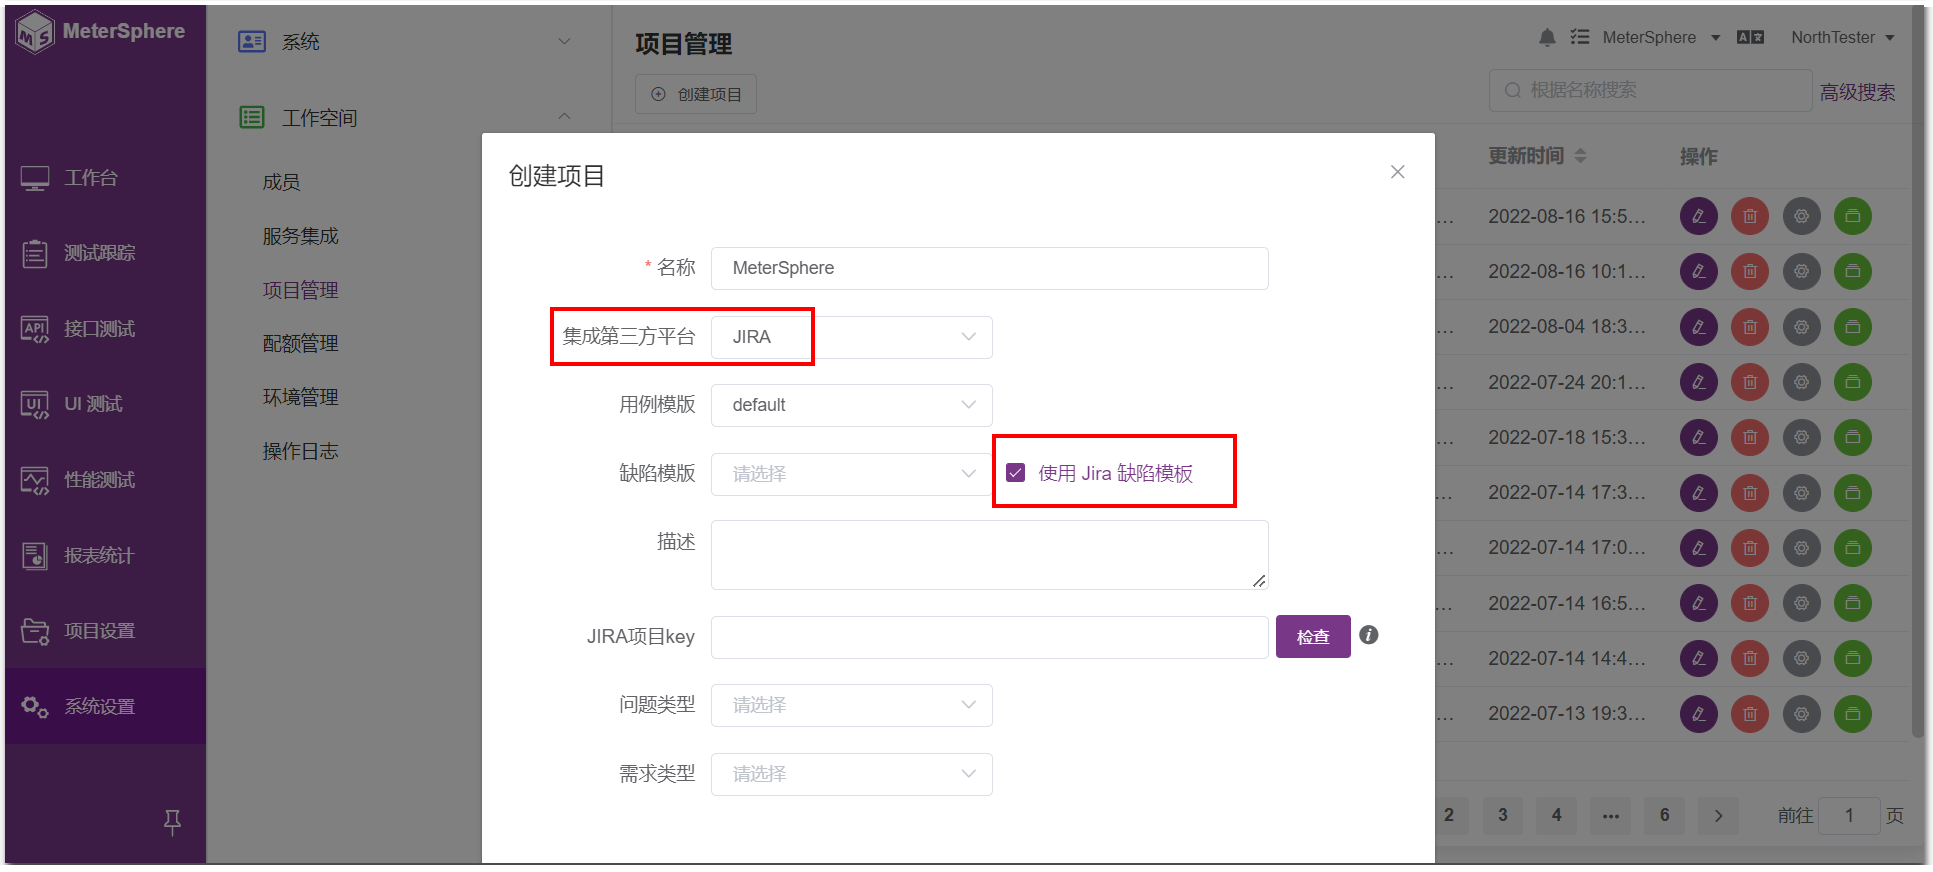 MeterSphere
工作台
测试跟踪
API 接口测试
UI UI 测试
性能测试
报表统计
项目设置
系统设置
系统
工作空间
成员
服务集成
项目管理
配额管理
环境管理
操作日志
项目管理
创建项目
MeterSphere
NorthTester
根据名称搜索
高级搜索
更新时间 操作
... 2022-08-16 15:5...
... 2022-08-16 10:1...
... 2022-08-04 18:3...
... 2022-07-24 20:1...
... 2022-07-18 15:3...
... 2022-07-14 17:3...
... 2022-07-14 17:0...
... 2022-07-14 16:5...
... 2022-07-14 14:4...
... 2022-07-13 19:3...
2 3 4 ... 6 > 前往 1 页
创建项目
* 名称 MeterSphere
集成第三方平台 JIRA
用例模版 default
缺陷模版 请选择 使用 Jira 缺陷模板
描述
JIRA项目key 检查
问题类型 请选择
需求类型 请选择